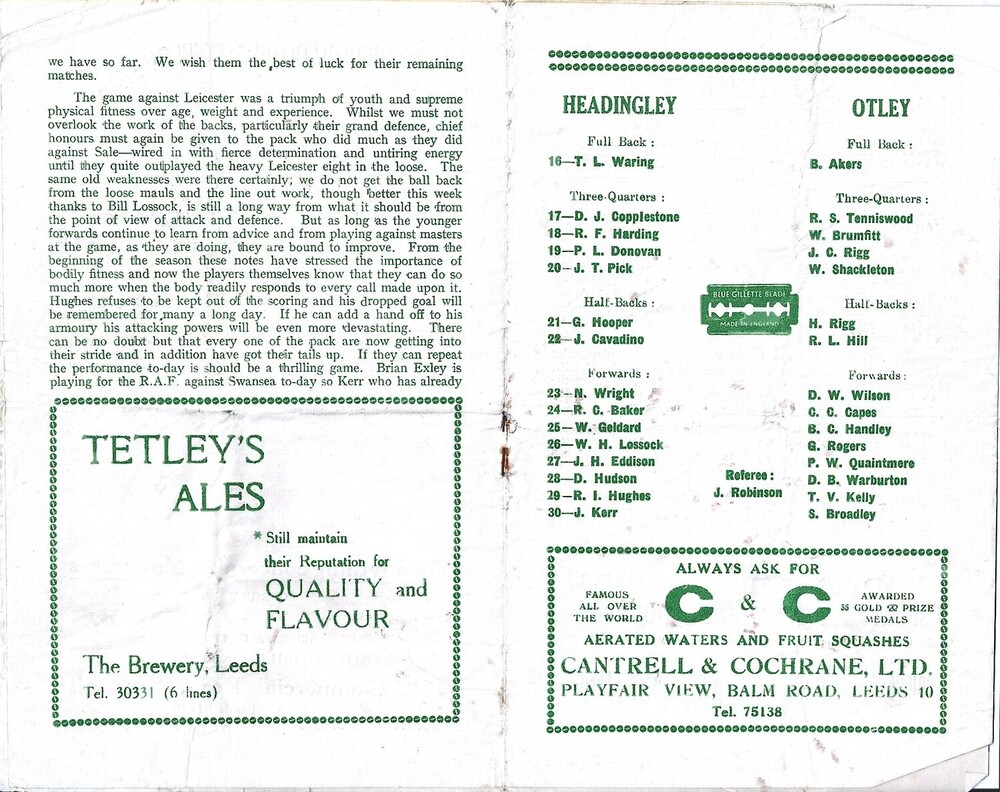 we have so far. We wish them the best of luck for their remaining
matches.
The game against Leicester was a triumph of youth and supreme
physical fitness over age, weight and experience. Whilst we must not
overlook the work of the backs, particularly their grand defence, chief
honours must again be given to the pack who did much as they did
against Sale—wired in with fierce determination and untiring energy
until they quite outplayed the heavy Leicester eight in the loose. The
same old weaknesses were there certainly; we do not get the ball back
from the loose mauls and the line out work, though better this week
thanks to Bill Lossock, is still a long way from what it should be from
the point of view of attack and defence. But as long as the younger
forwards continue to learn from advice and from playing against masters
at the game, as they are doing, they are bound to improve. From the
beginning of the season these notes have stressed the importance of
bodily fitness and now the players themselves know that they can do so
much more when the body readily responds to every call made upon it.
Hughes refuses to be kept out of the scoring and his dropped goal will
be remembered for many a long day. If he can add a hand off to his
armoury his attacking powers will be even more devastating. There
can be no doubt but that every one of the pack are now getting into
their stride and in addition have got their tails up. If they can repeat
the performance to-day is should be a thrilling game. Brian Exley is
playing for the R.A.F. against Swansea to-day so Kerr who has already
TETLEY'S
ALES
* Still maintain
their Reputation for
QUALITY and
FLAVOUR
The Brewery, Leeds
Tel. 30331 (6 lines)
HEADINGLEY
Full Back :
16—T. L. Waring
Three-Quarters :
17—D. J. Copplestone
18—R. F. Harding
19—P. L. Donovan
20—J. T. Pick
Half-Backs :
21—G. Hooper
22—J. Cavadino
Forwards :
23—N. Wright
24—R. C. Baker
25—W. Geldard
26—W. H. Lossock
27—J. H. Eddison
28—D. Hudson
29—R. I. Hughes
30—J. Kerr
BLUE GILLETTE BLADE
MADE IN ENGLAND
Referee :
J. Robinson
OTLEY
Full Back :
B. Akers
Three-Quarters :
R. S. Tenniswood
W. Brumfitt
J. C. Rigg
W. Shackleton
Half-Backs :
H. Rigg
R. L. Hill
Forwards :
D. W. Wilson
C. C. Capes
B. C. Handley
G. Rogers
P. W. Quaintmere
D. B. Warburton
T. V. Kelly
S. Broadley
ALWAYS ASK FOR
FAMOUS
ALL OVER
THE WORLD
C & C
AWARDED
55 GOLD & PRIZE
MEDALS
AERATED WATERS AND FRUIT SQUASHES
CANTRELL & COCHRANE, LTD.
PLAYFAIR VIEW, BALM ROAD, LEEDS 10
Tel. 75138